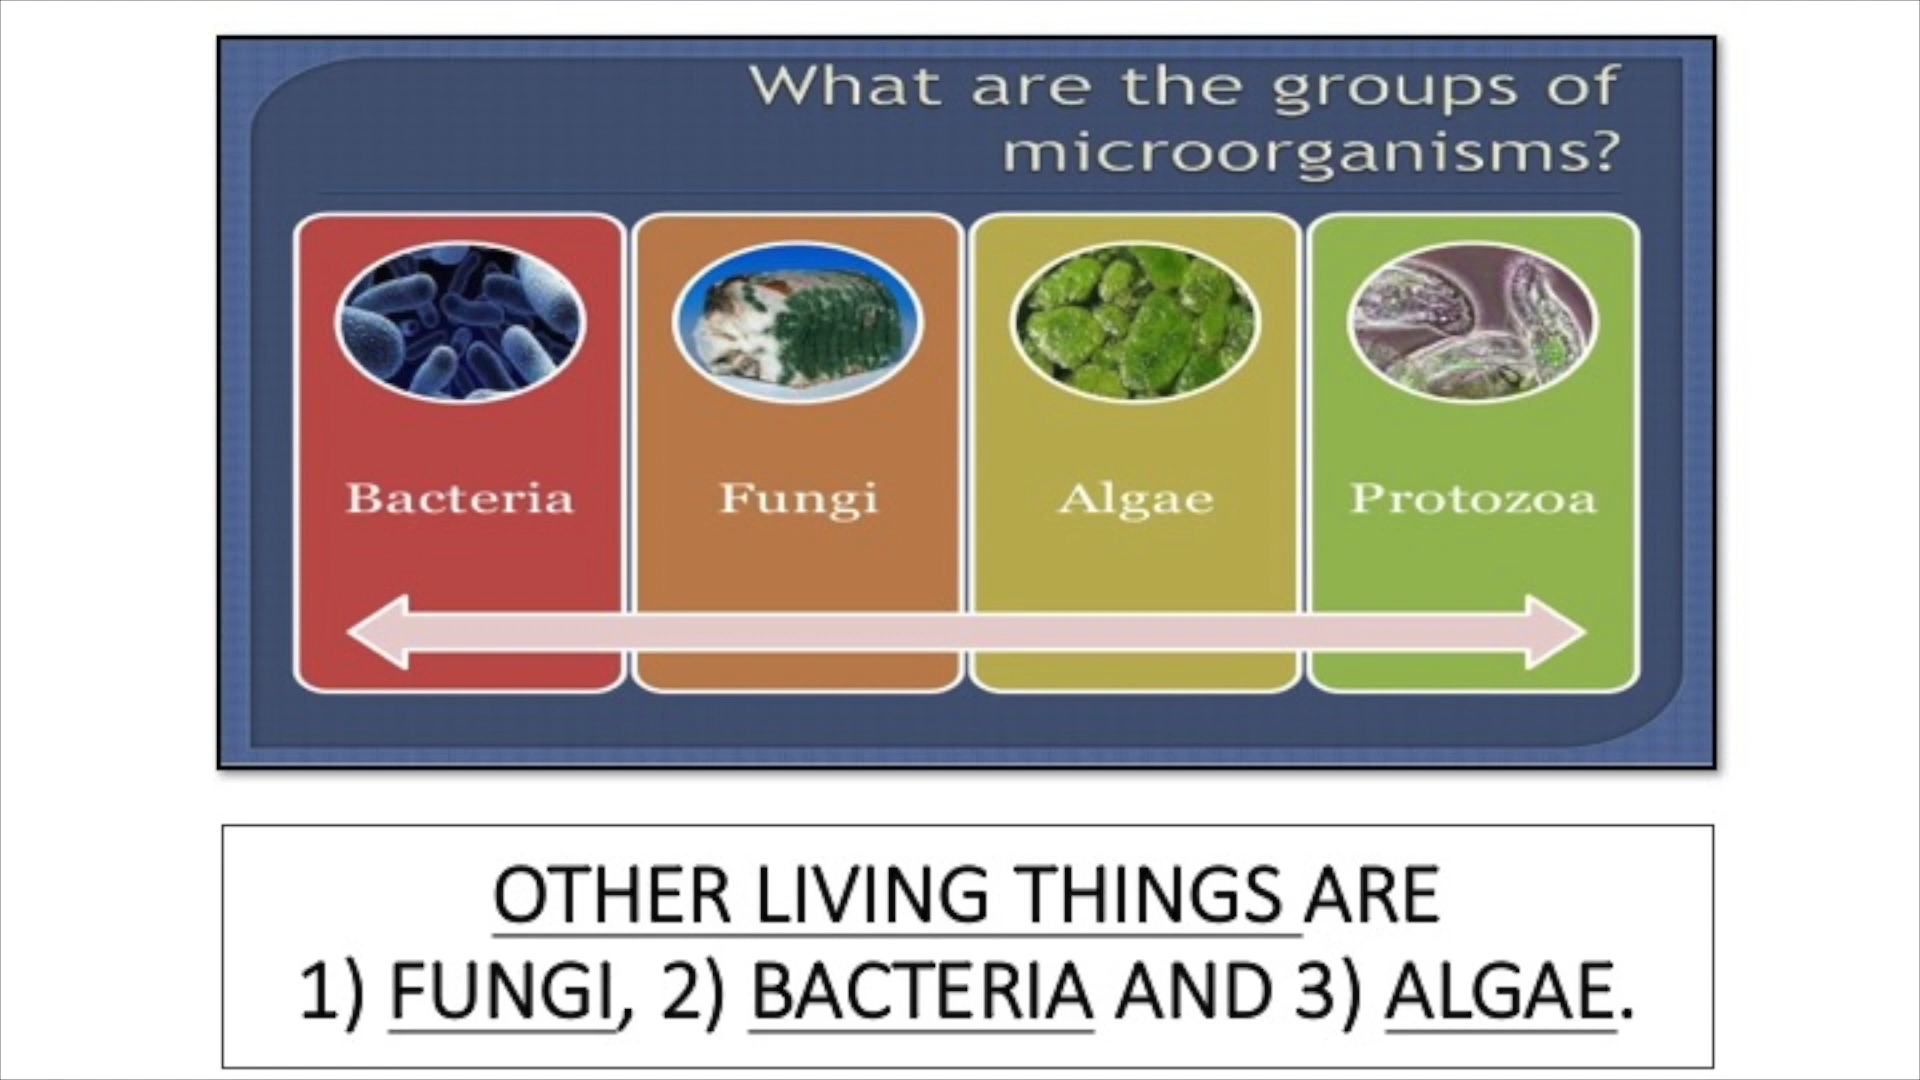 What are the groups of
microorganisms?
Bacteria
Fungi
Algae
Protozoa
OTHER LIVING THINGS ARE
1) FUNGI, 2) BACTERIA AND 3) ALGAE.